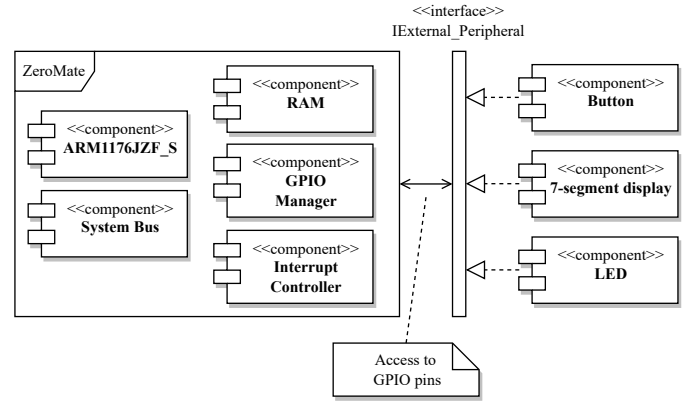 <<interface>>
IExternal_Peripheral
ZeroMate
<<component>>
RAM
<<component>>
ARM1176JZF_S
<<component>>
GPIO
Manager
<<component>>
System Bus
<<component>>
Interrupt
Controller
<<component>>
Button
<<component>>
7-segment display
<<component>>
LED
Access to
GPIO pins